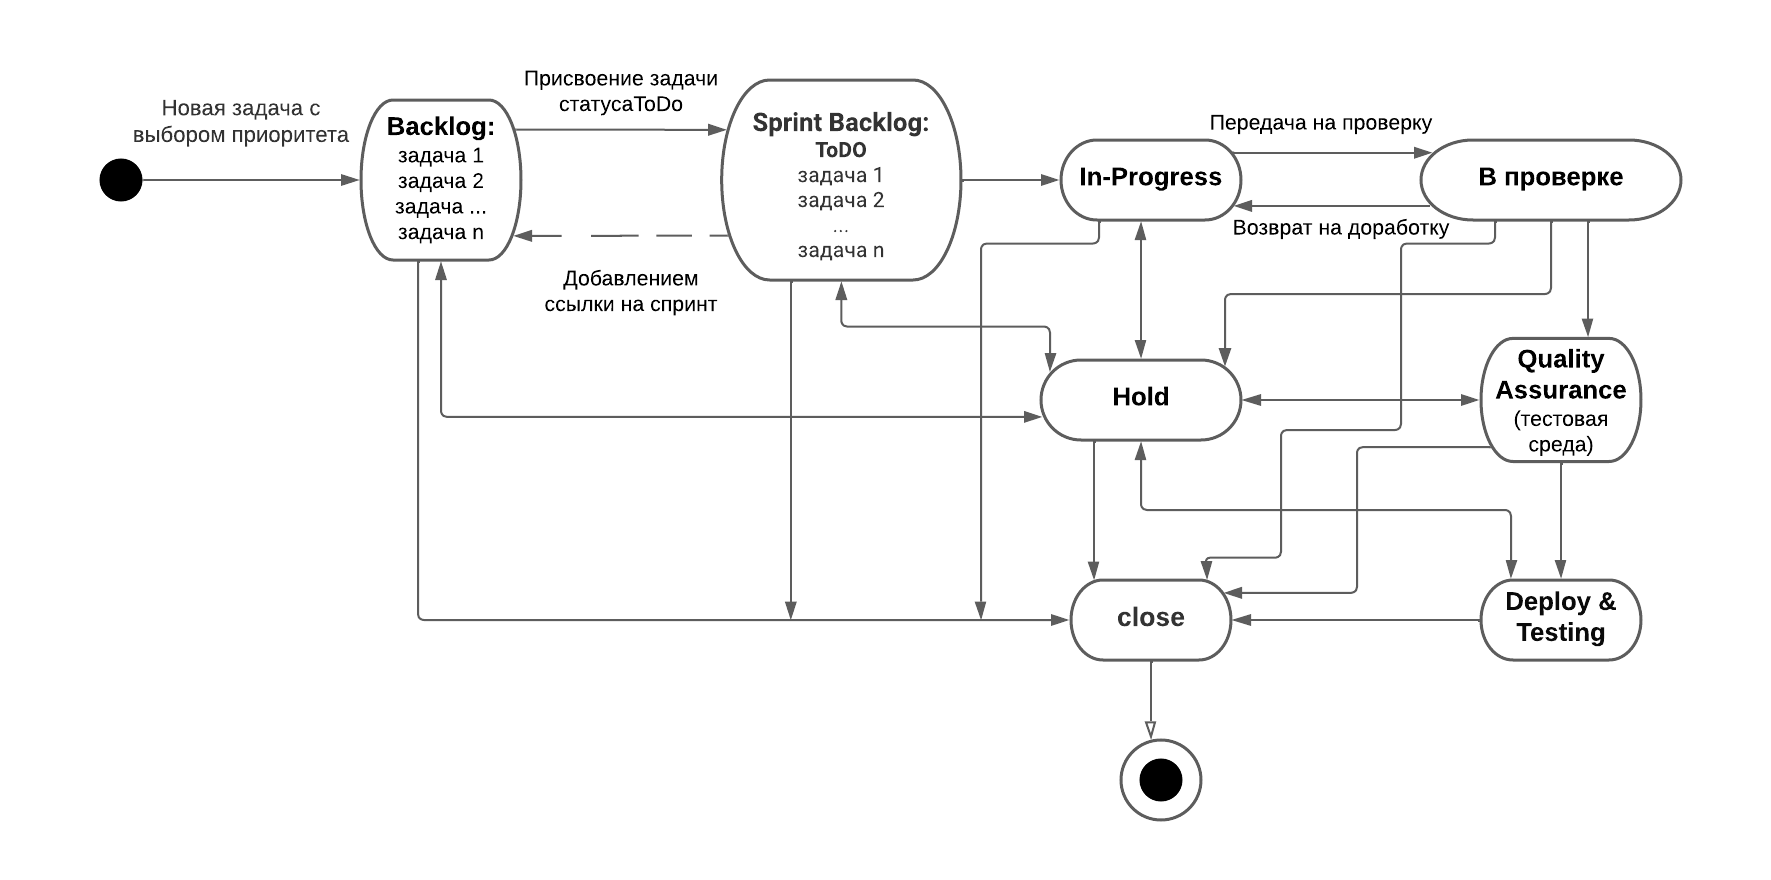 Новая задача с
выбором приоритета
Backlog:
задача 1
задача 2
задача ...
задача n
Присвоение задачи
статусаToDo
Добавлением
ссылки на спринт
Sprint Backlog:
ToDO
задача 1
задача 2
...
задача n
In-Progress
Передача на проверку
Возврат на доработку
В проверке
Hold
Quality
Assurance
(тестовая
среда)
close
Deploy &
Testing